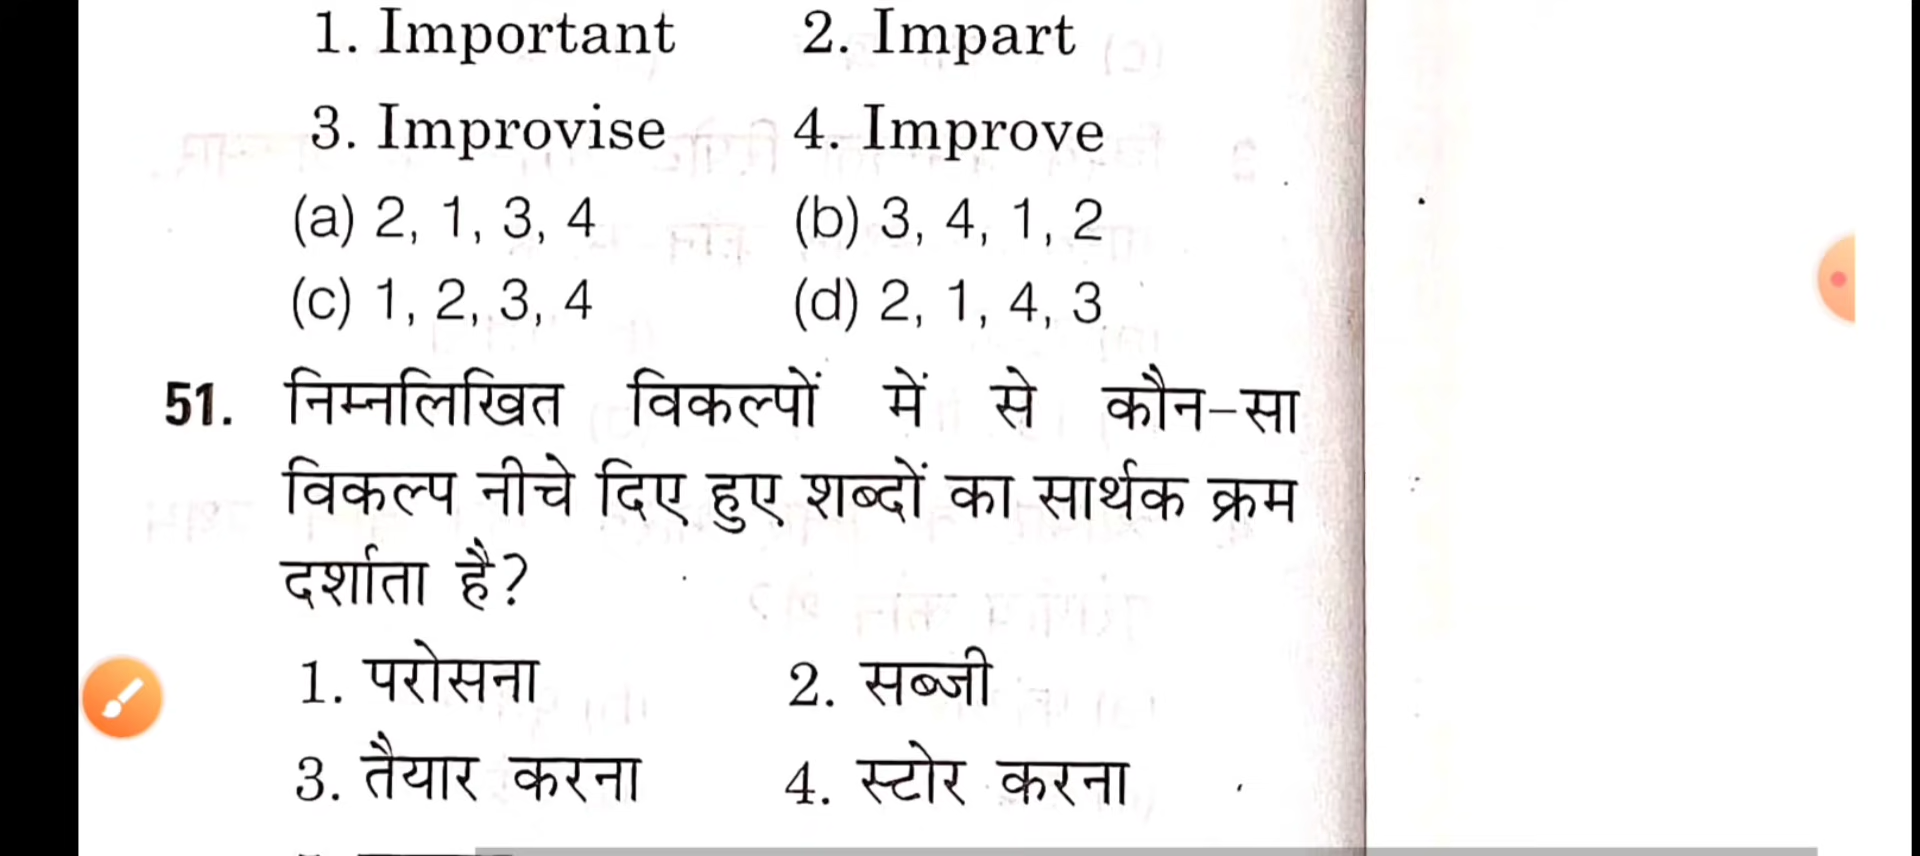 1. Important 2. Impart
3. Improvise 4. Improve
(a) 2, 1, 3, 4 (b) 3, 4, 1, 2
(c) 1, 2, 3, 4 (d) 2, 1, 4, 3
51. निम्नलिखित विकल्पों में से कौन-सा
विकल्प नीचे दिए हुए शब्दों का सार्थक क्रम
दर्शाता है?
1. परोसना 2. सब्जी
3. तैयार करना 4. स्टोर करना